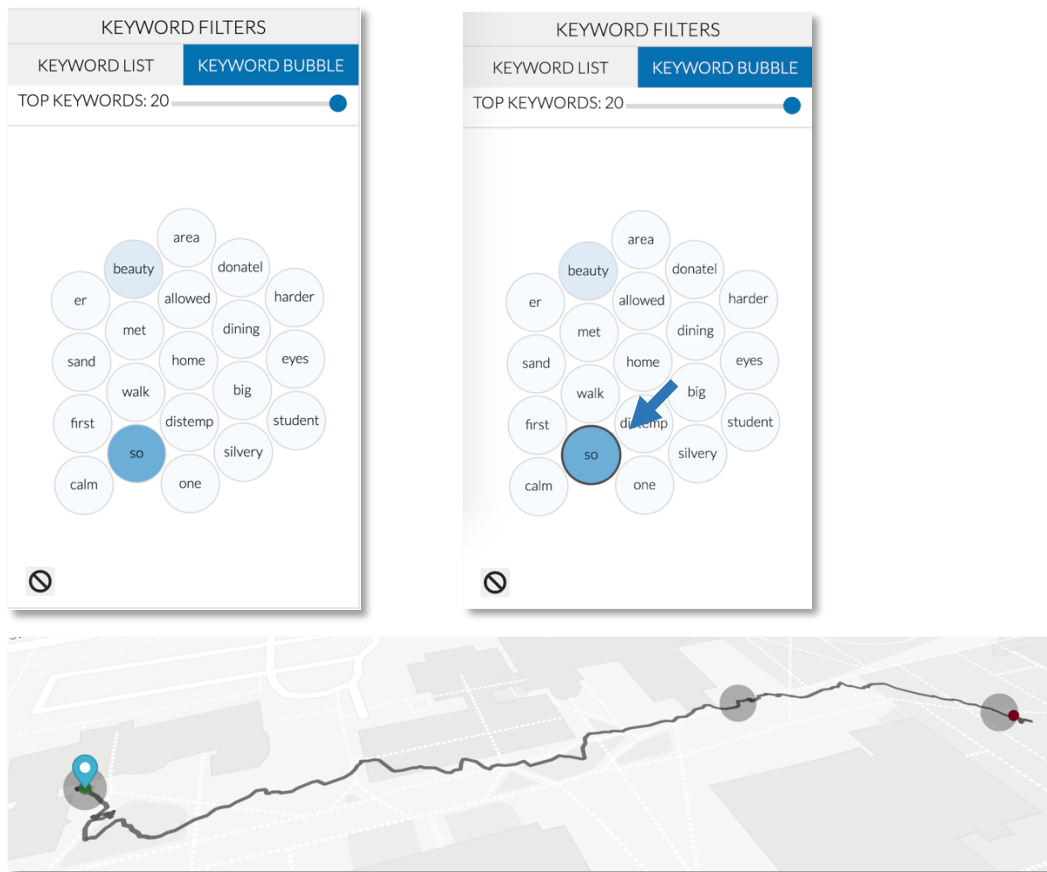 KEYWORD FILTERS
KEYWORD LIST
KEYWORD BUBBLE
TOP KEYWORDS: 20
area
beauty
donatel
er
allowed
harder
met
dining
sand
home
eyes
walk
big
first
distemp
student
so
silvery
calm
one
KEYWORD FILTERS
KEYWORD LIST
KEYWORD BUBBLE
TOP KEYWORDS: 20
area
beauty
donatel
er
allowed
harder
met
dining
sand
home
eyes
walk
big
first
distemp
student
so
silvery
calm
one